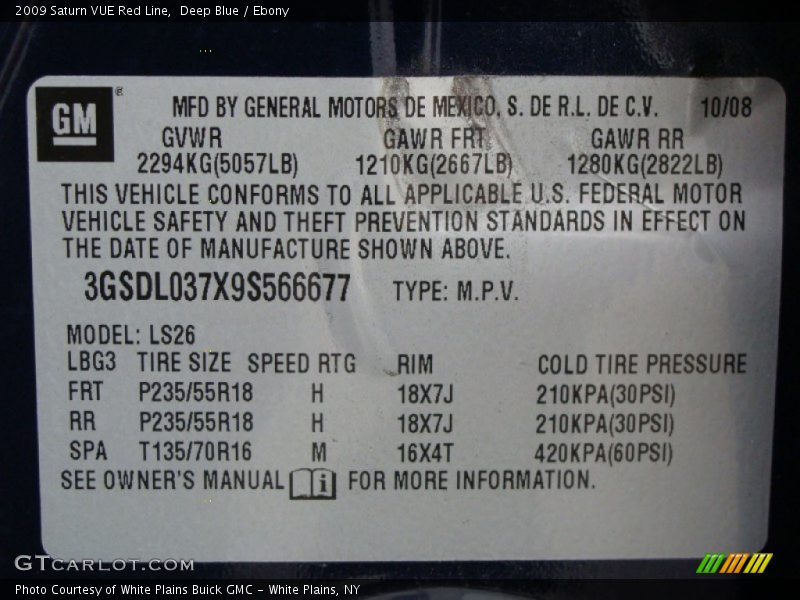 2009 Saturn VUE Red Line, Deep Blue / Ebony
GM® MFD BY GENERAL MOTORS DE MEXICO, S. DE R.L. DE C.V. 10/08
GVWR GAWR FRT GAWR RR
2294KG(5057LB) 1210KG(2667LB) 1280KG(2822LB)
THIS VEHICLE CONFORMS TO ALL APPLICABLE U.S. FEDERAL MOTOR
VEHICLE SAFETY AND THEFT PREVENTION STANDARDS IN EFFECT ON
THE DATE OF MANUFACTURE SHOWN ABOVE.
3GSDL037X9S566677 TYPE: M.P.V.
MODEL: LS26
LBG3 TIRE SIZE SPEED RTG RIM COLD TIRE PRESSURE
FRT P235/55R18 H 18X7J 210KPA(30PSI)
RR P235/55R18 H 18X7J 210KPA(30PSI)
SPA T135/70R16 M 16X4T 420KPA(60PSI)
SEE OWNER'S MANUAL i FOR MORE INFORMATION.
GTCARLOT.COM
Photo Courtesy of White Plains Buick GMC - White Plains, NY